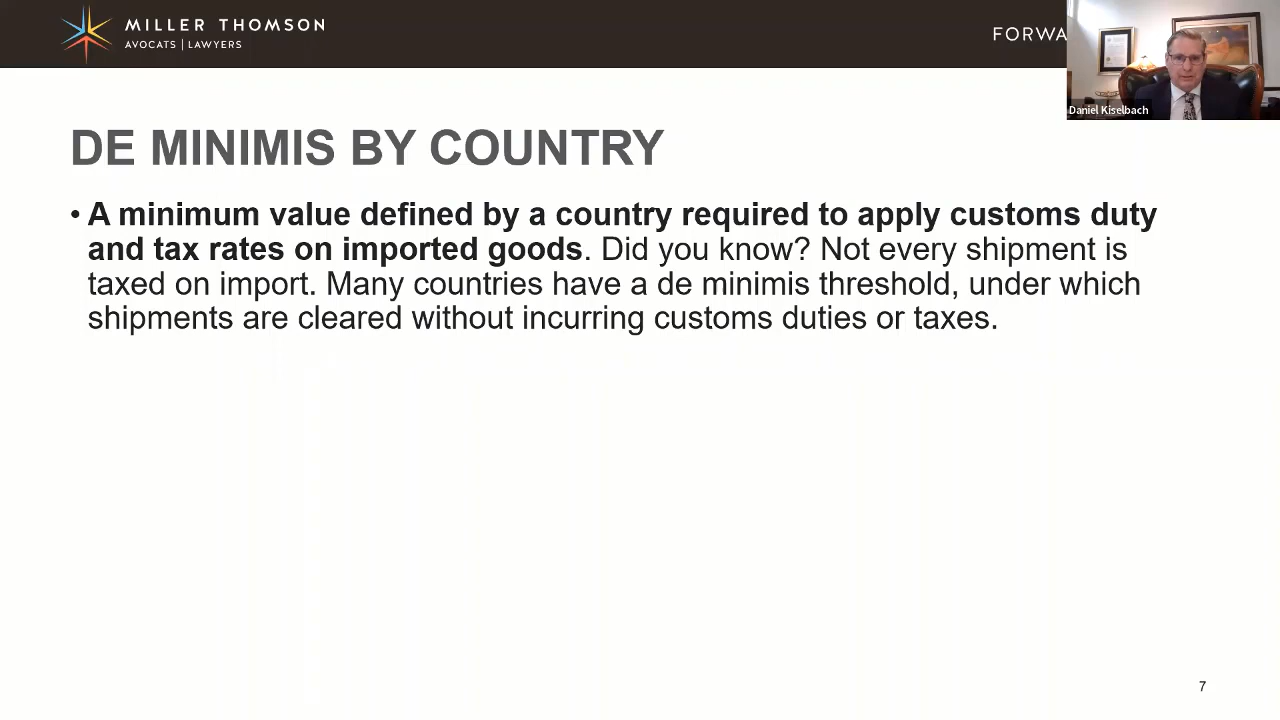 MILLER THOMSON
AVOCATS | LAWYERS
FORWA
Daniel Kiselbach
DE MINIMIS BY COUNTRY
• A minimum value defined by a country required to apply customs duty
and tax rates on imported goods. Did you know? Not every shipment is
taxed on import. Many countries have a de minimis threshold, under which
shipments are cleared without incurring customs duties or taxes.
7